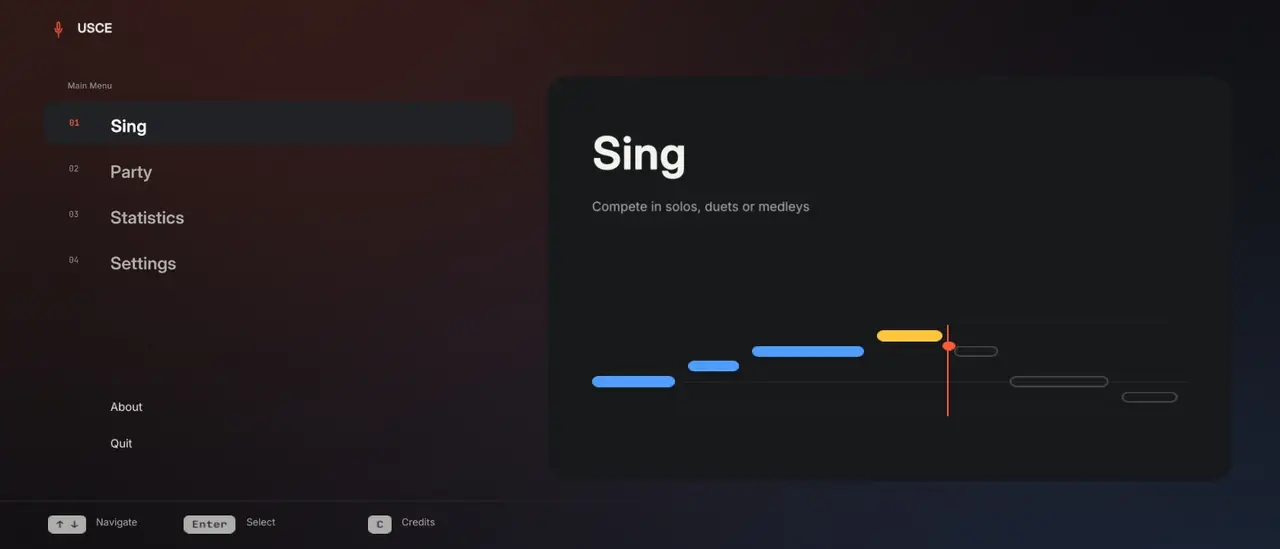 USCE
Main Menu
01 Sing
02 Party
03 Statistics
04 Settings
About
Quit
Sing
Compete in solos, duets or medleys
↑ ↓ Navigate Enter Select C Credits